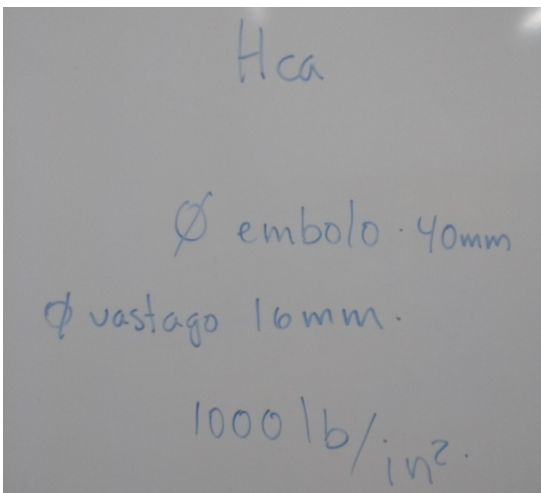 Hca
Ø embolo · 40mm
Ø vastago 16mm.
1000 lb/in².